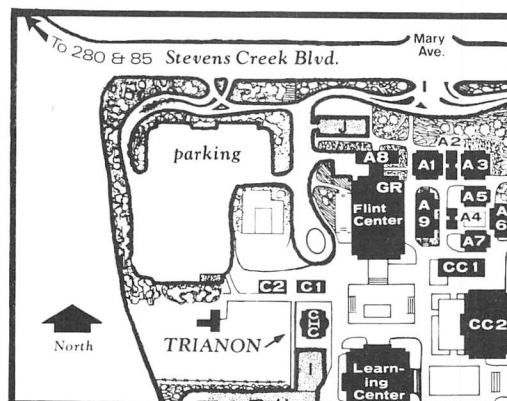 To 280 & 85
Stevens Creek Blvd.
Mary
Ave.
J
I
J
A2
parking
A8
A1
A3
GR
Flint
Center
A
9
A5
A4
A
6
A7
CC1
C2
C1
CHC
CC2
North
TRIANON
I
Learn-
ing Center